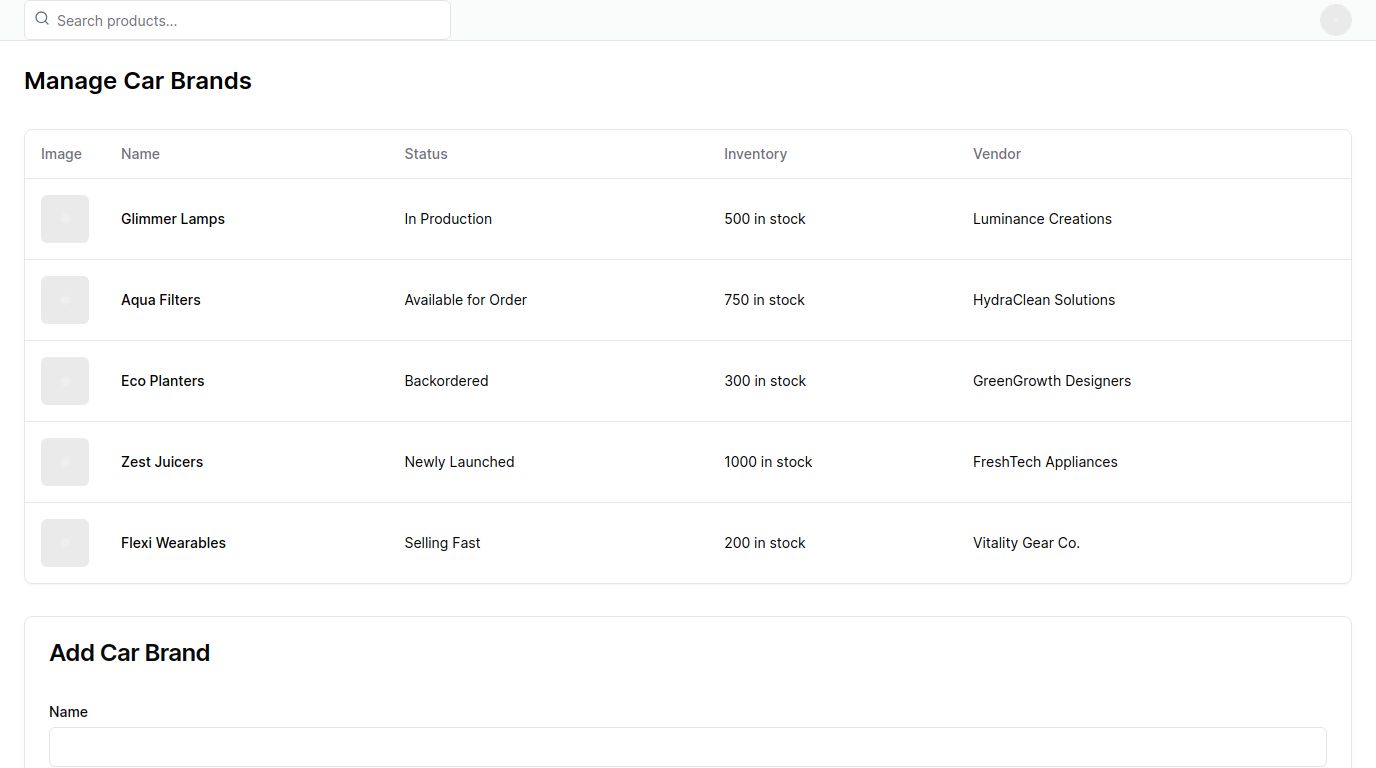 Search products...
Manage Car Brands
Image Name Status Inventory Vendor
Glimmer Lamps In Production 500 in stock Luminance Creations
Aqua Filters Available for Order 750 in stock HydraClean Solutions
Eco Planters Backordered 300 in stock GreenGrowth Designers
Zest Juicers Newly Launched 1000 in stock FreshTech Appliances
Flexi Wearables Selling Fast 200 in stock Vitality Gear Co.
Add Car Brand
Name